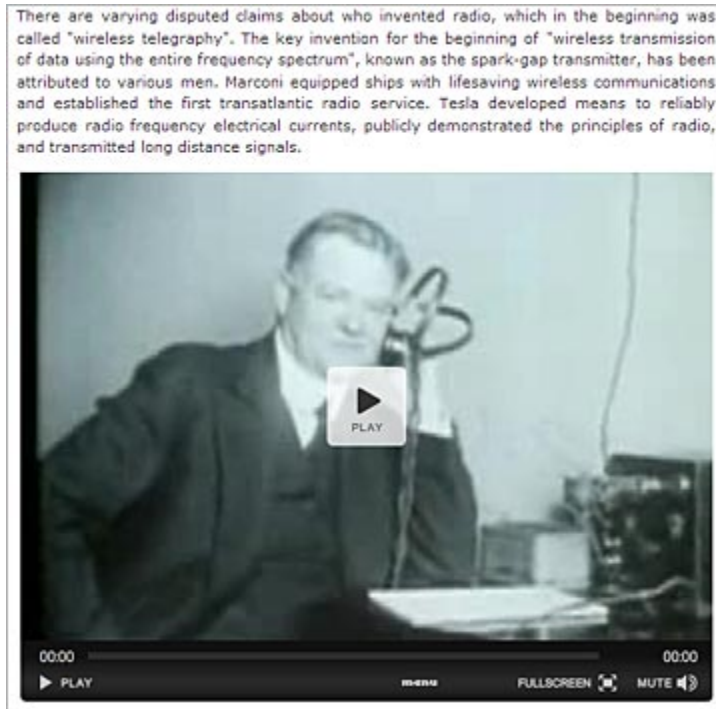 There are varying disputed claims about who invented radio, which in the beginning was
called "wireless telegraphy". The key invention for the beginning of "wireless transmission
of data using the entire frequency spectrum", known as the spark-gap transmitter, has been
attributed to various men. Marconi equipped ships with lifesaving wireless communications
and established the first transatlantic radio service. Tesla developed means to reliably
produce radio frequency electrical currents, publicly demonstrated the principles of radio,
and transmitted long distance signals.
PLAY
00:00 00:00
PLAY menu FULLSCREEN MUTE